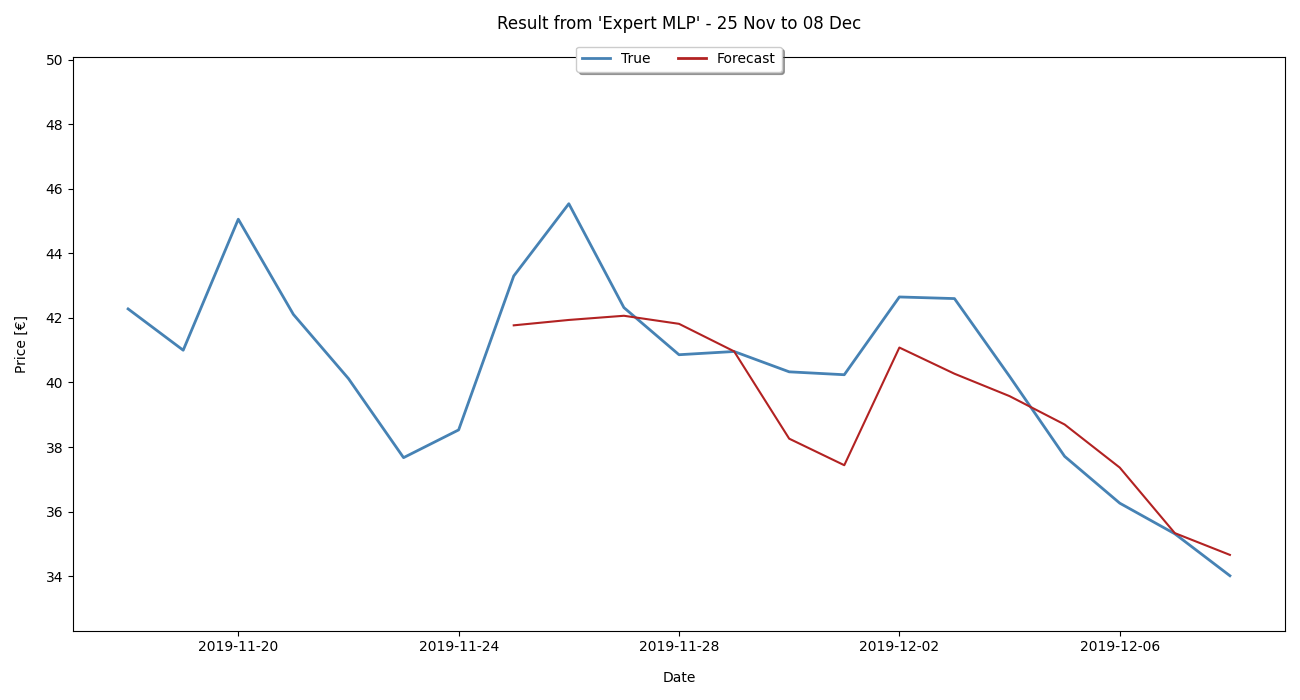 Result from 'Expert MLP' - 25 Nov to 08 Dec
True
Forecast
50
48
46
44
42
40
38
36
34
Price [€]
2019-11-20
2019-11-24
2019-11-28
2019-12-02
2019-12-06
Date